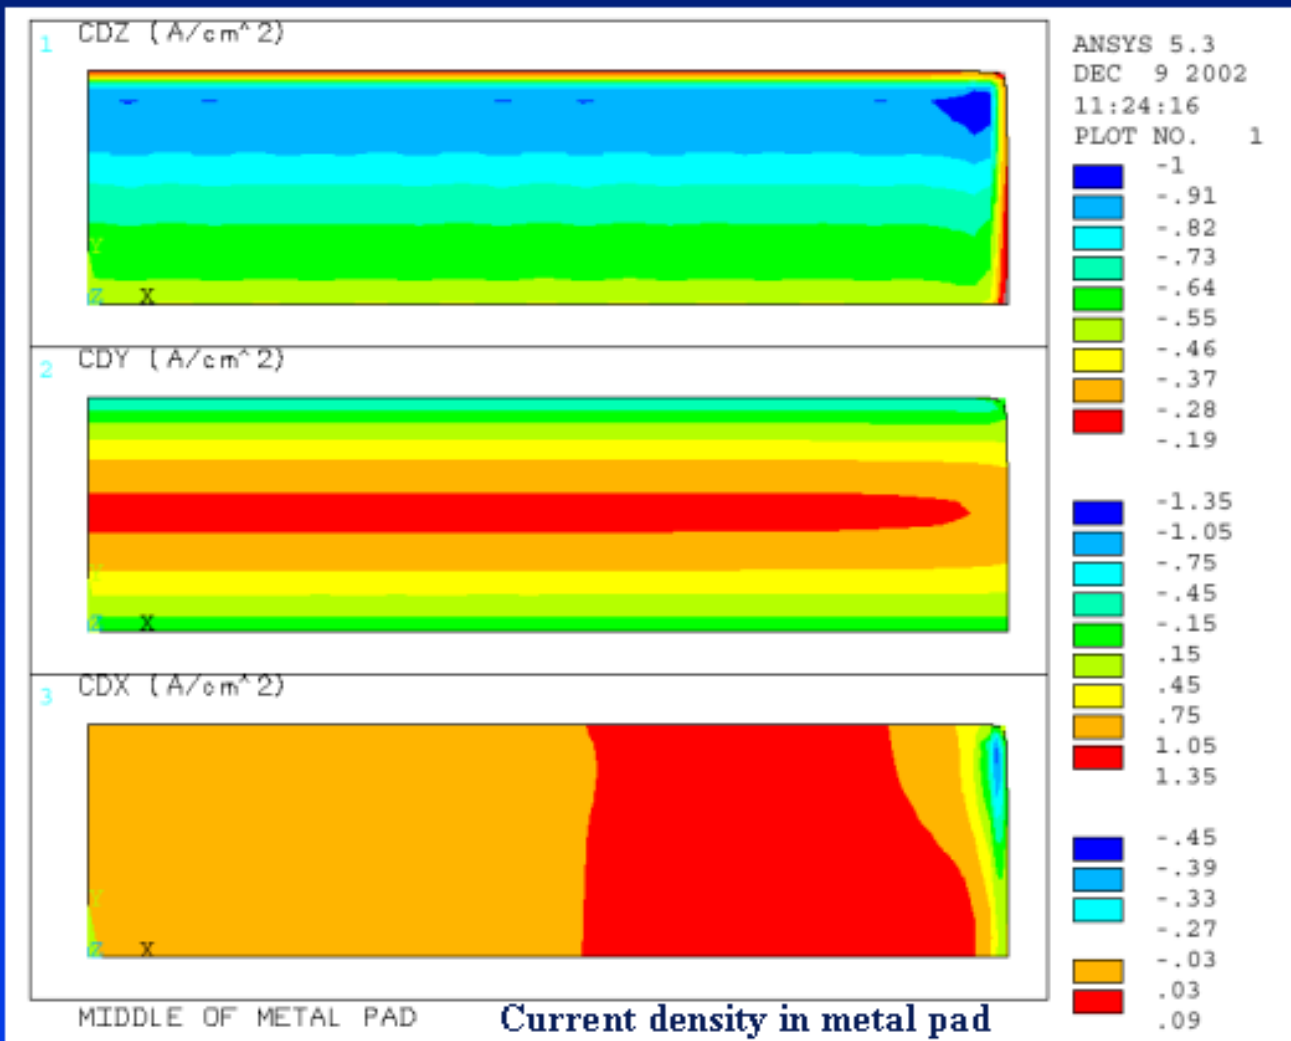 1 CDZ (A/cm^2)
Y
Z X
2 CDY (A/cm^2)
Y
Z X
3 CDX (A/cm^2)
Y
Z X
MIDDLE OF METAL PAD
Current density in metal pad
ANSYS 5.3
DEC 9 2002
11:24:16
PLOT NO. 1
-1
-.91
-.82
-.73
-.64
-.55
-.46
-.37
-.28
-.19
-1.35
-1.05
-.75
-.45
-.15
.15
.45
.75
1.05
1.35
-.45
-.39
-.33
-.27
-.03
.03
.09